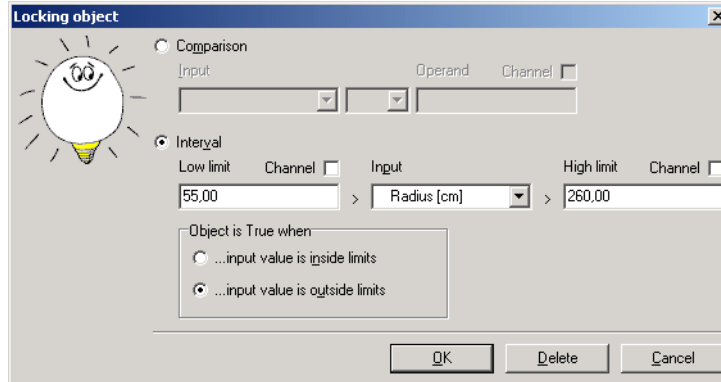 Locking object
Comparison
Input Operand Channel
Interval
Low limit Channel Input High limit Channel
55,00 > Radius [cm] > 260,00
Object is True when
...input value is inside limits
...input value is outside limits
OK Delete Cancel